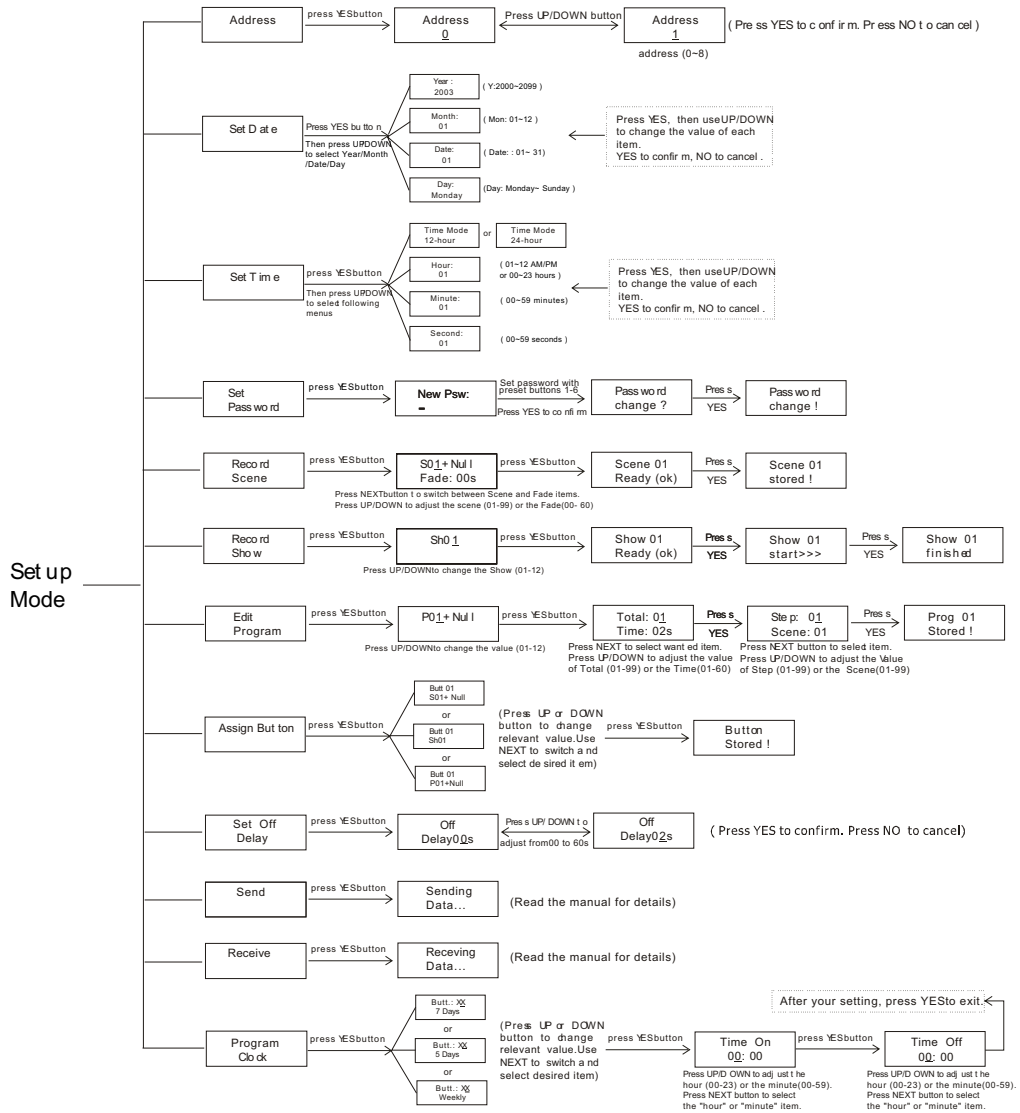 Address
press YES button
Address
0
Press UP/DOWN button
Address
1
( Press YES to confirm. Press NO to cancel )
address (0~8)
Set Date
Press YES button
Then press UP/DOWN
to select Year/Month
/Date/Day
Year :
2003
( Y:2000~2099 )
Month:
01
( Mon: 01~12 )
Date:
01
( Date: : 01~ 31)
Day:
Monday
(Day: Monday~ Sunday )
Press YES, then use UP/DOWN
to change the value of each
item.
YES to confirm, NO to cancel .
Set Time
press YES button
Then press UP/DOWN
to select following
menus
Time Mode
12-hour
or
Time Mode
24-hour
Hour:
01
( 01~12 AM/PM
or 00~23 hours )
Minute:
01
( 00~59 minutes)
Second:
01
( 00~59 seconds )
Press YES, then use UP/DOWN
to change the value of each
item.
YES to confirm, NO to cancel .
Set
Password
press YES button
New Psw:
-
Set password with
preset buttons 1-6
Press YES to confirm
Password
change ?
Press
YES
Password
change !
Record
Scene
press YES button
S01+ Null
Fade: 00s
press YES button
Scene 01
Ready (ok)
Press
YES
Scene 01
stored !
Press NEXT button to switch between Scene and Fade items.
Press UP/DOWN to adjust the scene (01-99) or the Fade(00- 60)
Record
Show
press YES button
Sh0 1
press YES button
Show 01
Ready (ok)
Press
YES
Show 01
start>>>
Press
YES
Show 01
finished
Press UP/DOWN to change the Show (01-12)
Set up
Mode
Edit
Program
press YES button
P01+ Null
press YES button
Total: 01
Time: 02s
Press
YES
Step: 01
Scene: 01
Press
YES
Prog 01
Stored !
Press UP/DOWN to change the value (01-12)
Press NEXT to select wanted item.
Press UP/DOWN to adjust the value
of Total (01-99) or the Time(01-60)
Press NEXT button to select item.
Press UP/DOWN to adjust the Value
of Step (01-99) or the Scene(01-99)
Assign Button
press YES button
Butt 01
S01+ Null
or
Butt 01
Sh01
or
Butt 01
P01+Null
(Press UP or DOWN
button to change
relevant value.Use
NEXT to switch and
select desired item)
press YES button
Button
Stored !
Set Off
Delay
press YES button
Off
Delay00s
Press UP/ DOWN to
adjust from00 to 60s
Off
Delay02s
( Press YES to confirm. Press NO to cancel)
Send
press YES button
Sending
Data...
(Read the manual for details)
Receive
press YES button
Receving
Data...
(Read the manual for details)
Program
Clock
press YES button
Butt.: XX
7 Days
or
Butt.: XX
5 Days
or
Butt.: XX
Weekly
(Press UP or DOWN
button to change
relevant value.Use
NEXT to switch and
select desired item)
press YES button
Time On
00: 00
press YES button
Time Off
00: 00
After your setting, press YES to exit.
Press UP/D OWN to adjust the
hour (00-23) or the minute(00-59).
Press NEXT button to select
the "hour" or "minute" item.
Press UP/D OWN to adjust the
hour (00-23) or the minute(00-59).
Press NEXT button to select
the "hour" or "minute" item.